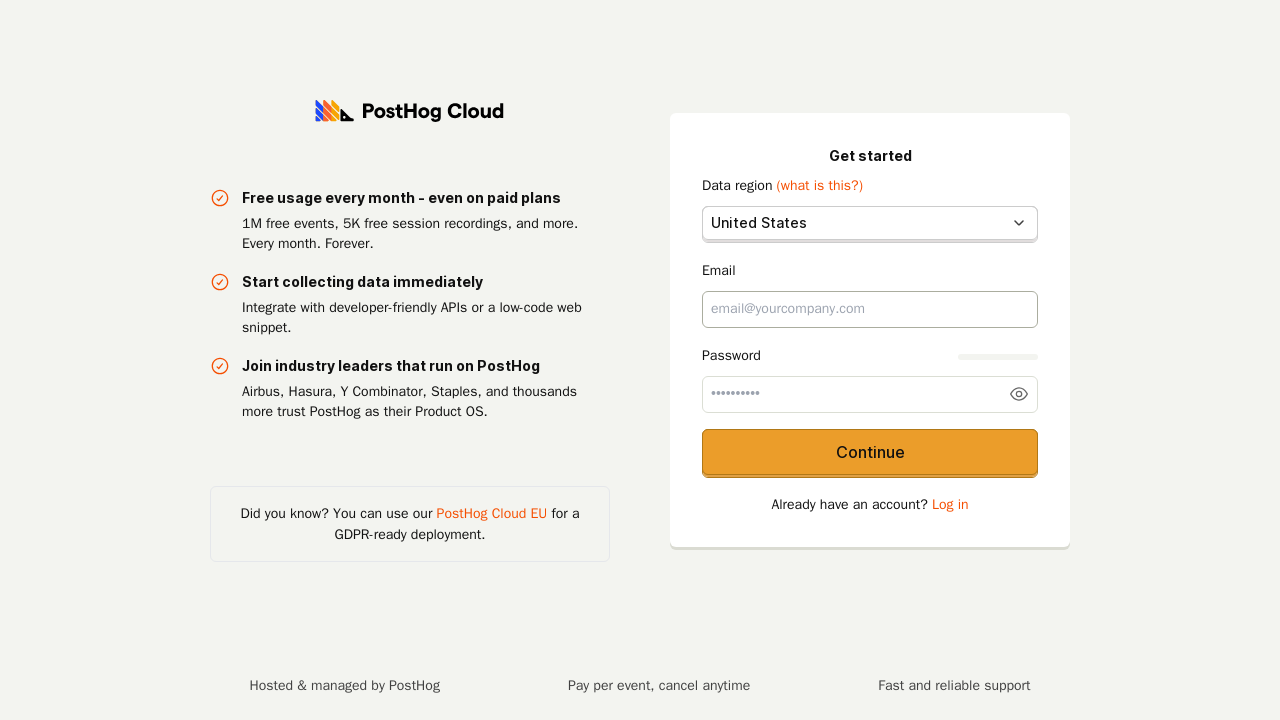 PostHog Cloud
Free usage every month - even on paid plans
1M free events, 5K free session recordings, and more.
Every month. Forever.
Start collecting data immediately
Integrate with developer-friendly APIs or a low-code web
snippet.
Join industry leaders that run on PostHog
Airbus, Hasura, Y Combinator, Staples, and thousands
more trust PostHog as their Product OS.
Did you know? You can use our PostHog Cloud EU for a
GDPR-ready deployment.
Get started
Data region (what is this?)
United States
Email
email@yourcompany.com
Password
••••••••••
Continue
Already have an account? Log in
Hosted & managed by PostHog
Pay per event, cancel anytime
Fast and reliable support